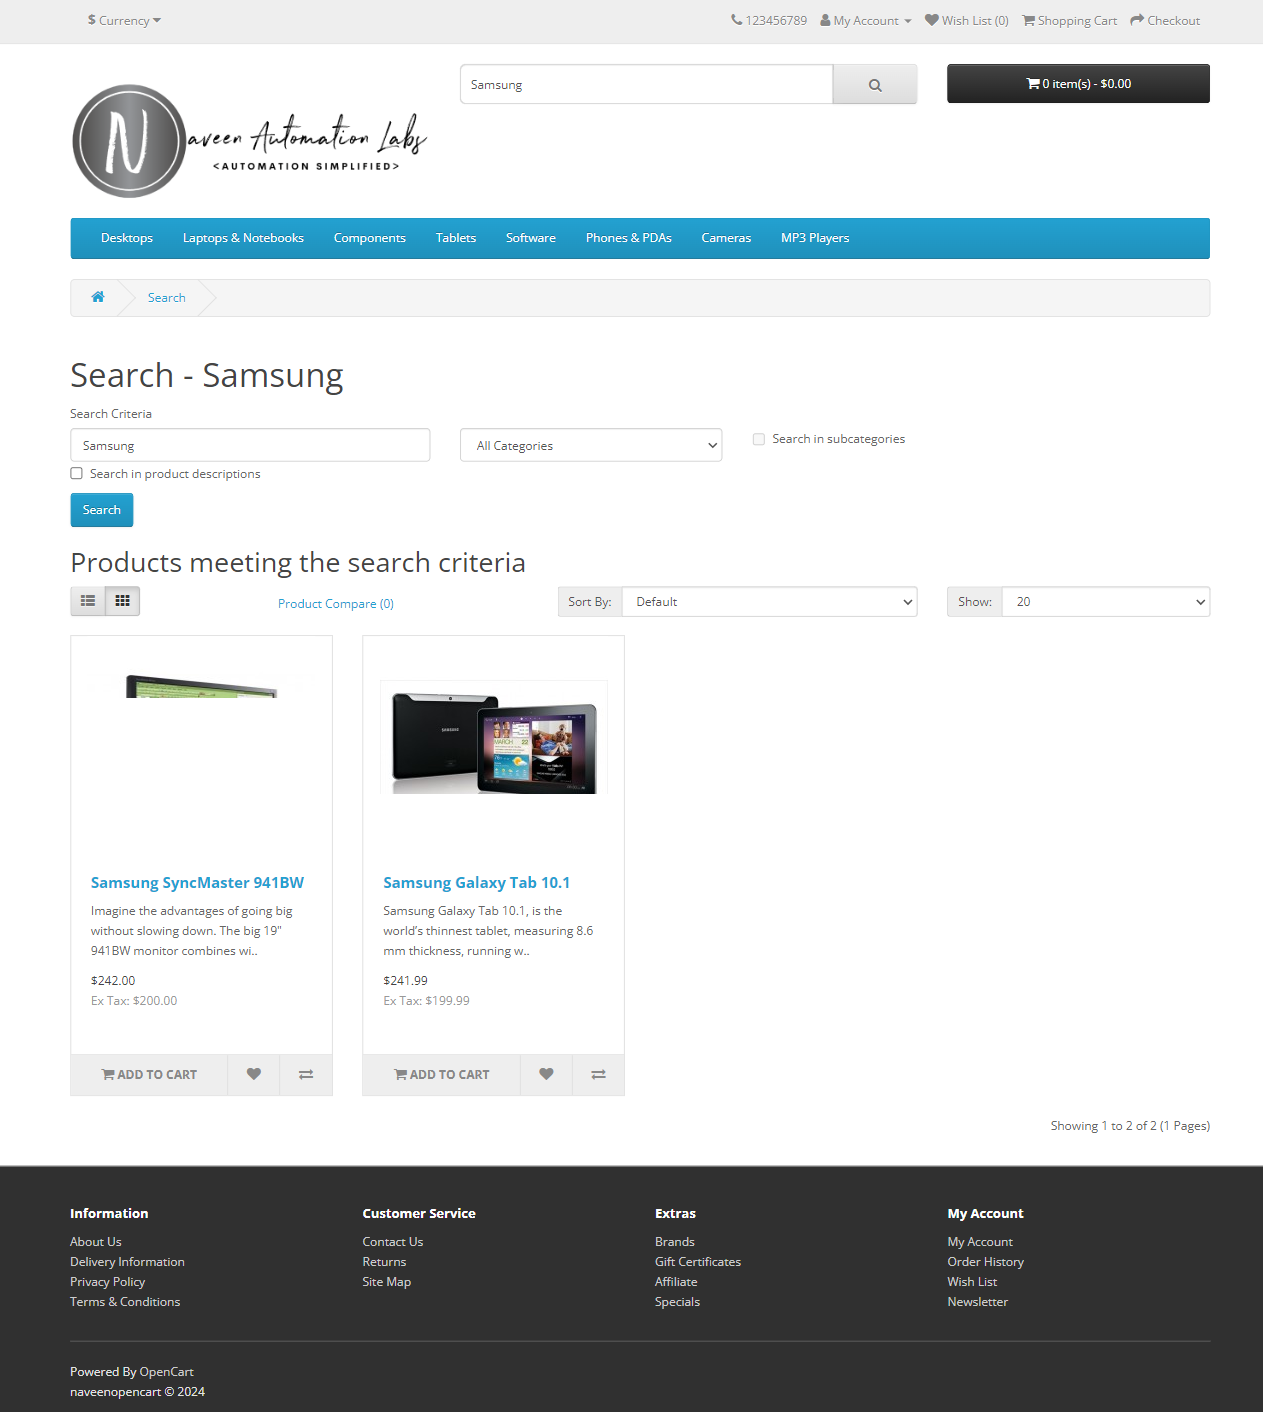 $ Currency
123456789 My Account Wish List (0) Shopping Cart Checkout
Samsung
0 item(s) - $0.00
N aveen Automation Labs
<AUTOMATION SIMPLIFIED>
Desktops Laptops & Notebooks Components Tablets Software Phones & PDAs Cameras MP3 Players
Search
Search - Samsung
Search Criteria
Samsung All Categories Search in subcategories
Search in product descriptions
Search
Products meeting the search criteria
Product Compare (0) Sort By: Default Show: 20
SAMSUNG
MARCH 22
Samsung SyncMaster 941BW
Imagine the advantages of going big
without slowing down. The big 19"
941BW monitor combines wi..
$242.00
Ex Tax: $200.00
ADD TO CART
Samsung Galaxy Tab 10.1
Samsung Galaxy Tab 10.1, is the
world’s thinnest tablet, measuring 8.6
mm thickness, running w..
$241.99
Ex Tax: $199.99
ADD TO CART
Showing 1 to 2 of 2 (1 Pages)
Information
About Us
Delivery Information
Privacy Policy
Terms & Conditions
Customer Service
Contact Us
Returns
Site Map
Extras
Brands
Gift Certificates
Affiliate
Specials
My Account
My Account
Order History
Wish List
Newsletter
Powered By OpenCart
naveenopencart © 2024